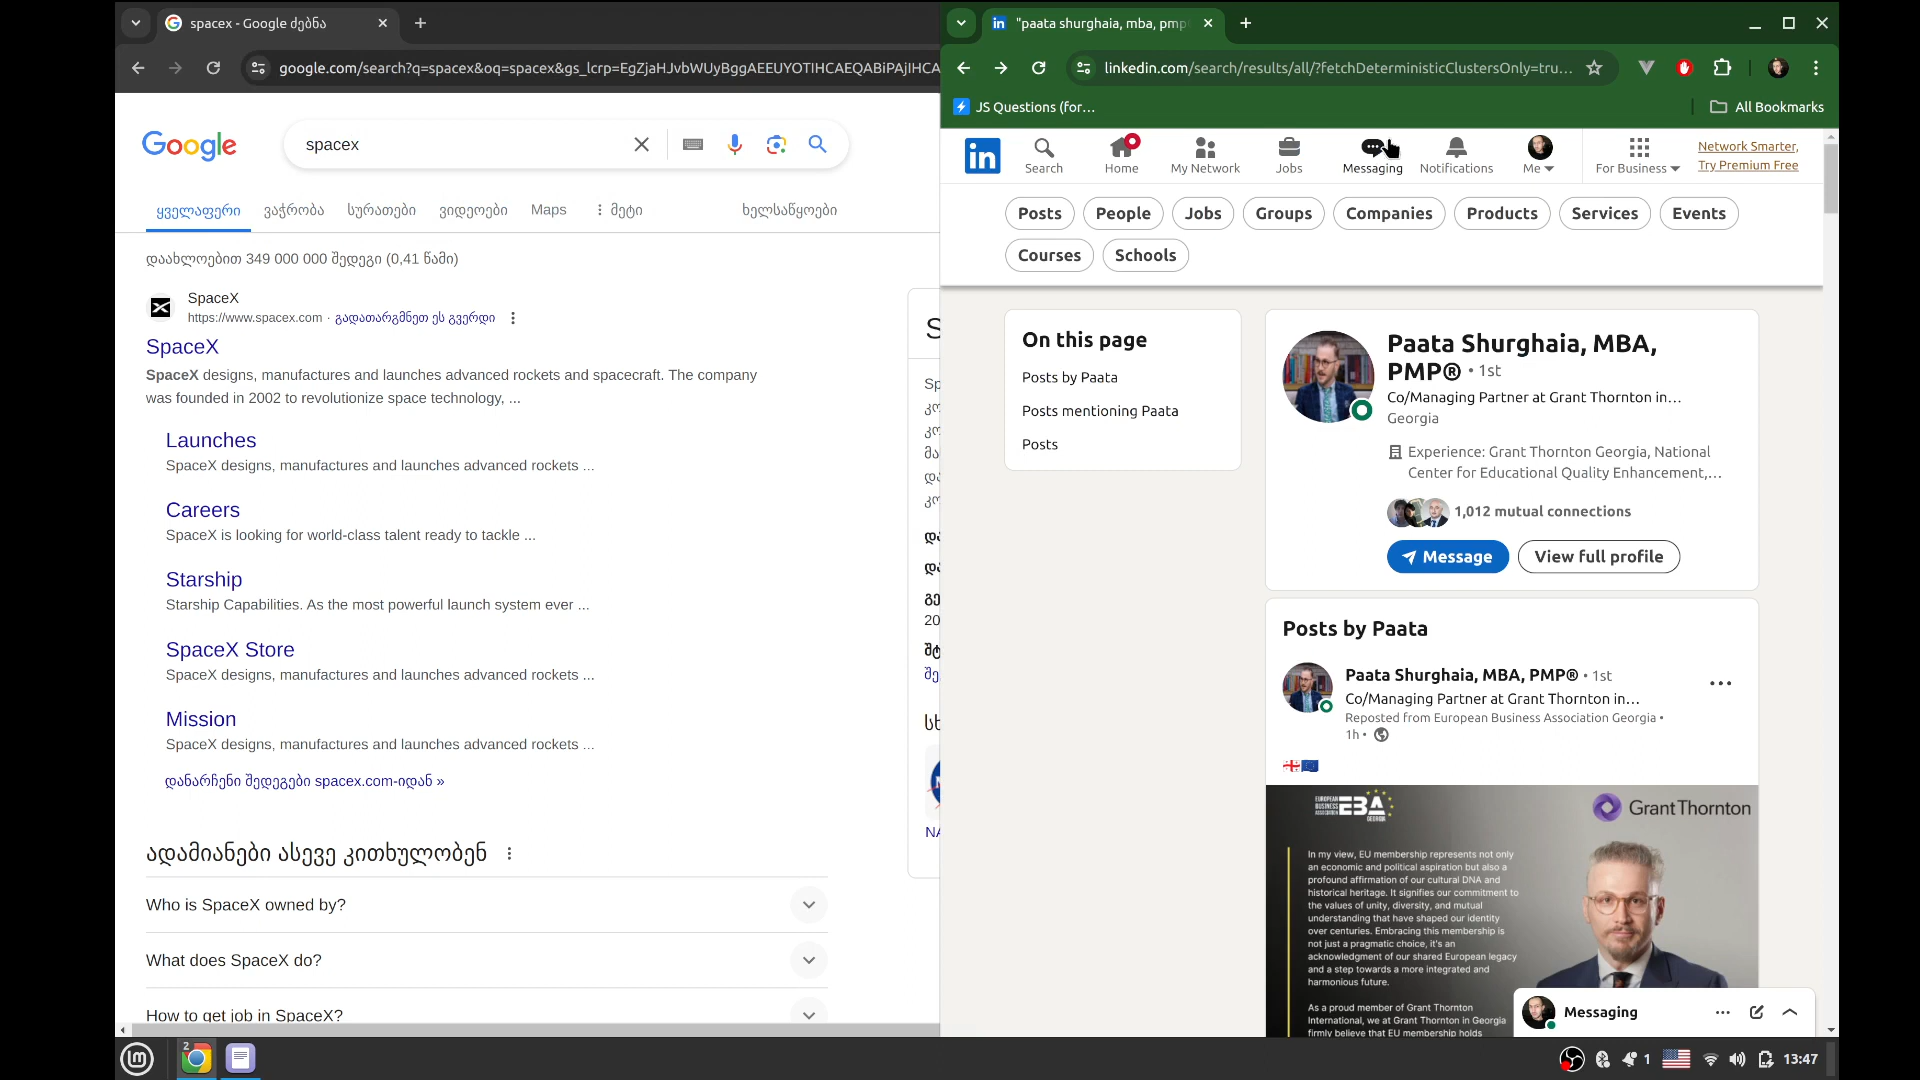 spacex - Google ძებნა
google.com/search?q=spacex&oq=spacex&gs_lcrp=EgZjaHJvbWUyBggAEEUYOTIHCAEQABiPAjIHCA
Google
spacex
ყველაფერი
ვაჭრობა
სურათები
ვიდეოები
Maps
მეტი
ხელსაწყოები
დაახლოებით 349 000 000 შედეგი (0,41 წამი)
SpaceX
https://www.spacex.com · გადათარგმნეთ ეს გვერდი
SpaceX
SpaceX designs, manufactures and launches advanced rockets and spacecraft. The company
was founded in 2002 to revolutionize space technology, ...
Launches
SpaceX designs, manufactures and launches advanced rockets ...
Careers
SpaceX is looking for world-class talent ready to tackle ...
Starship
Starship Capabilities. As the most powerful launch system ever ...
SpaceX Store
SpaceX designs, manufactures and launches advanced rockets ...
Mission
SpaceX designs, manufactures and launches advanced rockets ...
დანარჩენი შედეგები spacex.com-იდან »
ადამიანები ასევე კითხულობენ
Who is SpaceX owned by?
What does SpaceX do?
How to get job in SpaceX?
"paata shurghaia, mba, pmp
linkedin.com/search/results/all/?fetchDeterministicClustersOnly=tru...
JS Questions (for...
All Bookmarks
in
Search
Home
My Network
Jobs
Messaging
Notifications
Me
For Business
Network Smarter,
Try Premium Free
Posts
People
Jobs
Groups
Companies
Products
Services
Events
Courses
Schools
On this page
Posts by Paata
Posts mentioning Paata
Posts
Paata Shurghaia, MBA,
PMP® • 1st
Co/Managing Partner at Grant Thornton in...
Georgia
Experience: Grant Thornton Georgia, National
Center for Educational Quality Enhancement,...
1,012 mutual connections
Message
View full profile
Posts by Paata
Paata Shurghaia, MBA, PMP® • 1st
Co/Managing Partner at Grant Thornton in...
Reposted from European Business Association Georgia •
1h •
EUROPEAN
BUSINESS
ASSOCIATION
EBA
GEORGIA
Grant Thornton
In my view, EU membership represents not only
an economic and political aspiration but also a
profound affirmation of our cultural DNA and
historical heritage. It signifies our commitment to
the values of unity, diversity, and mutual
understanding that have shaped our identity
over centuries. Embracing this membership is
not just a pragmatic choice, it's an
acknowledgment of our shared European legacy
and a step towards a more integrated and
harmonious future.
As a proud member of Grant Thornton
International, we at Grant Thornton in Georgia
firmly believe that EU membership holds
Messaging
2
1
13:47